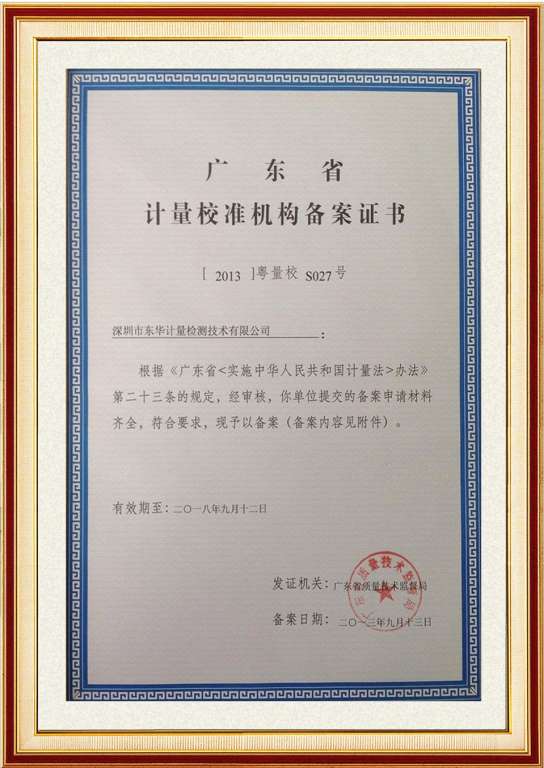 广东省
计量校准机构备案证书
［ 2013 ］粤量校 S027 号
深圳市东华计量检测技术有限公司：
根据《广东省<实施中华人民共和国计量法>办法》
第二十三条的规定，经审核，你单位提交的备案申请材料
齐全，符合要求，现予以备案（备案内容见附件）。
有效期至：二〇一八年九月十二日
发证机关：广东省质量技术监督局
备案日期：二〇一三年九月十三日